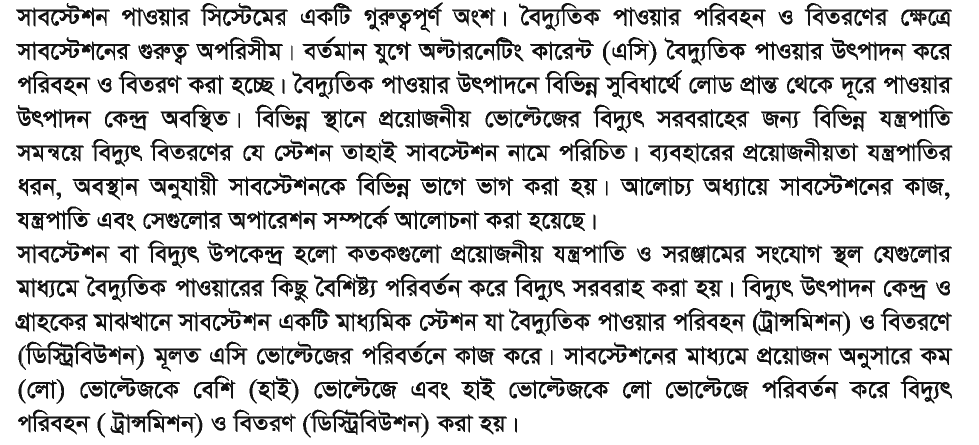 সাবস্টেশন পাওয়ার সিস্টেমের একটি গুরুত্বপূর্ণ অংশ। বৈদ্যুতিক পাওয়ার পরিবহন ও বিতরণের ক্ষেত্রে
সাবস্টেশনের গুরুত্ব অপরিসীম। বর্তমান যুগে অল্টারনেটিং কারেন্ট (এসি) বৈদ্যুতিক পাওয়ার উৎপাদন করে
পরিবহন ও বিতরণ করা হচ্ছে। বৈদ্যুতিক পাওয়ার উৎপাদনে বিভিন্ন সুবিধার্থে লোড প্রান্ত থেকে দূরে পাওয়ার
উৎপাদন কেন্দ্র অবস্থিত। বিভিন্ন স্থানে প্রয়োজনীয় ভোল্টেজের বিদ্যুৎ সরবরাহের জন্য বিভিন্ন যন্ত্রপাতি
সমন্বয়ে বিদ্যুৎ বিতরণের যে স্টেশন তাহাই সাবস্টেশন নামে পরিচিত। ব্যবহারের প্রয়োজনীয়তা যন্ত্রপাতির
ধরন, অবস্থান অনুযায়ী সাবস্টেশনকে বিভিন্ন ভাগে ভাগ করা হয়। আলোচ্য অধ্যায়ে সাবস্টেশনের কাজ,
যন্ত্রপাতি এবং সেগুলোর অপারেশন সম্পর্কে আলোচনা করা হয়েছে।
সাবস্টেশন বা বিদ্যুৎ উপকেন্দ্র হলো কতকগুলো প্রয়োজনীয় যন্ত্রপাতি ও সরঞ্জামের সংযোগ স্থল যেগুলোর
মাধ্যমে বৈদ্যুতিক পাওয়ারের কিছু বৈশিষ্ট্য পরিবর্তন করে বিদ্যুৎ সরবরাহ করা হয়। বিদ্যুৎ উৎপাদন কেন্দ্র ও
গ্রাহকের মাঝখানে সাবস্টেশন একটি মাধ্যমিক স্টেশন যা বৈদ্যুতিক পাওয়ার পরিবহন (ট্রান্সমিশন) ও বিতরণে
(ডিস্ট্রিবিউশন) মূলত এসি ভোল্টেজের পরিবর্তনে কাজ করে। সাবস্টেশনের মাধ্যমে প্রয়োজন অনুসারে কম
(লো) ভোল্টেজকে বেশি (হাই) ভোল্টেজে এবং হাই ভোল্টেজকে লো ভোল্টেজে পরিবর্তন করে বিদ্যুৎ
পরিবহন ( ট্রান্সমিশন) ও বিতরণ (ডিস্ট্রিবিউশন) করা হয়।